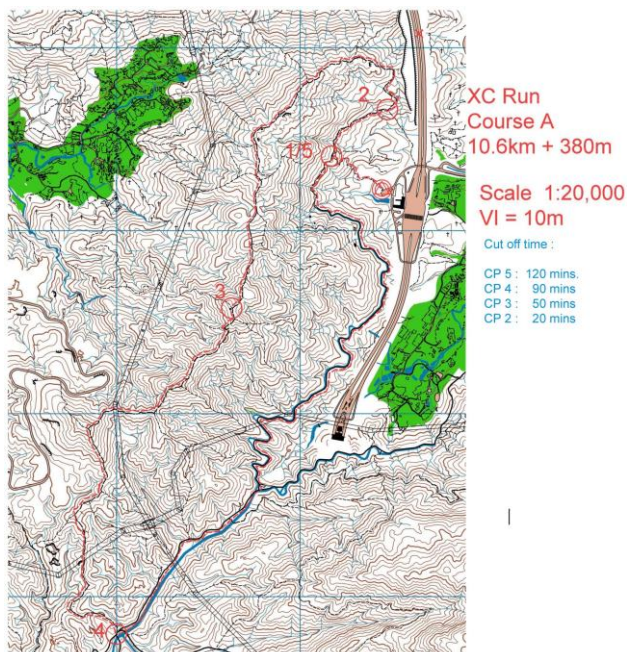 XC Run
Course A
10.6km + 380m
2
1/5
Scale 1:20,000
VI = 10m
Cut off time :
CP 5 : 120 mins.
CP 4 : 90 mins
CP 3 : 50 mins
CP 2 : 20 mins
3
4